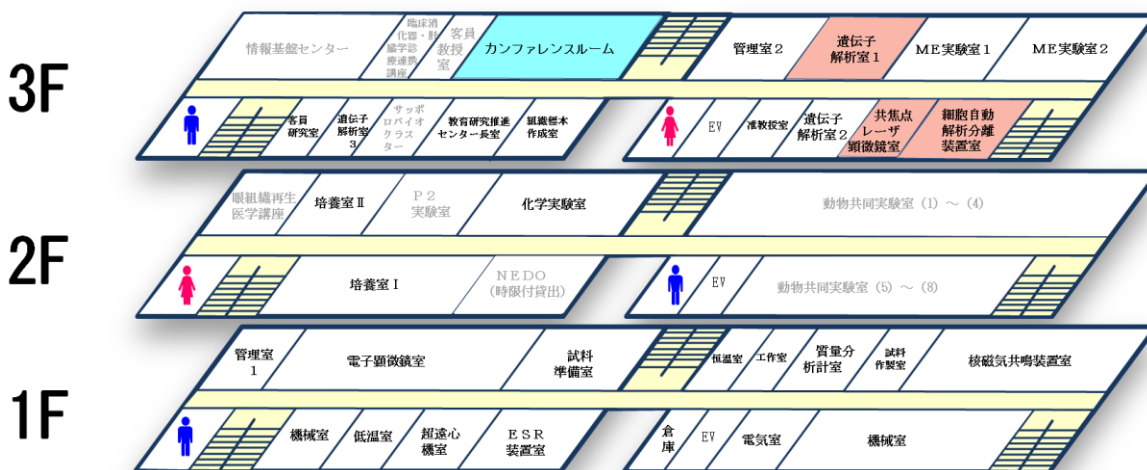 3F
情報基盤センター
臨床消
化器・肝
臓学診
療連携
講座
客員
教授
室
カンファレンスルーム
管理室2
遺伝子
解析室1
ME実験室1
ME実験室2
客員
研究室
遺伝子
解析室
3
サッポ
ロバイオ
クラス
ター
教育研究推進
センター長室
組織標本
作成室
EV
准教授室
遺伝子
解析室2
共焦点
レーザ
顕微鏡室
細胞自動
解析分離
装置室
2F
眼組織再生
医学講座
培養室Ⅱ
P2
実験室
化学実験室
動物共同実験室(1)~(4)
培養室Ⅰ
NEDO
(時限付貸出)
EV
動物共同実験室(5)~(8)
1F
管理室
1
電子顕微鏡室
試料
準備室
恒温室
工作室
質量分
析計室
試料
作製室
核磁気共鳴装置室
機械室
低温室
超遠心
機室
ESR
装置室
倉
庫
EV
電気室
機械室